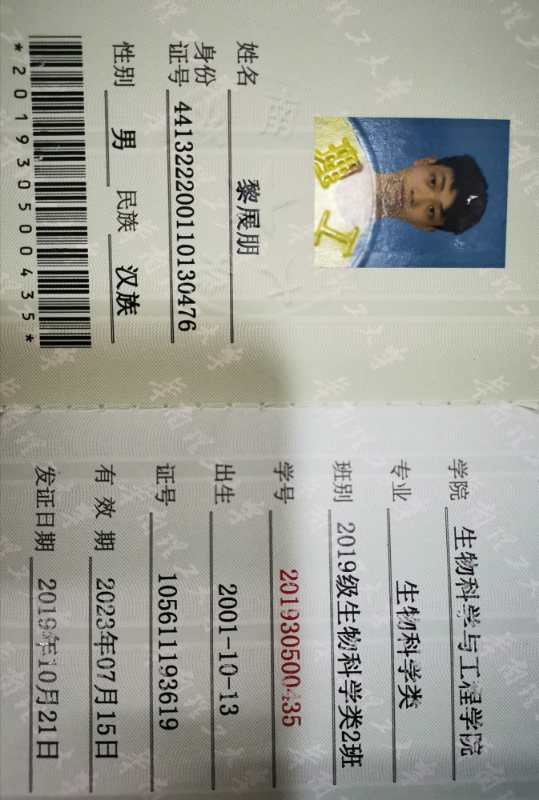 姓名 黎展朋
身份证号 441322200110130476
性别 男 民族 汉族
*201930500435*
学院 生物科学与工程学院
专业 生物科学类
班别 2019级生物科学类2班
学号 201930500435
出生 2001-10-13
证号 105611193619
有效期 2023年07月15日
发证日期 2019年10月21日